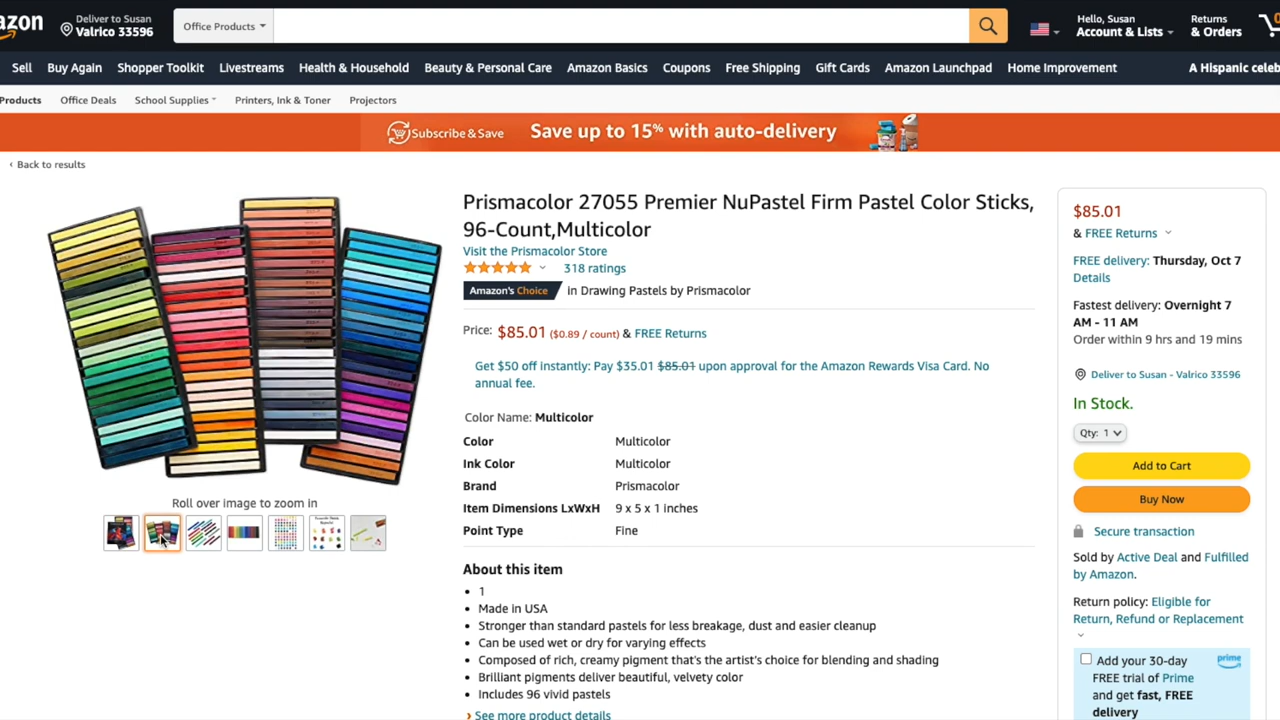 azon
Deliver to Susan
Valrico 33596
Office Products
Hello, Susan
Account & Lists
Returns
& Orders
Sell Buy Again Shopper Toolkit Livestreams Health & Household Beauty & Personal Care Amazon Basics Coupons Free Shipping Gift Cards Amazon Launchpad Home Improvement A Hispanic celeb
Products Office Deals School Supplies Printers, Ink & Toner Projectors
Subscribe & Save Save up to 15% with auto-delivery
‹ Back to results
Prismacolor 27055 Premier NuPastel Firm Pastel Color Sticks,
96-Count,Multicolor
Visit the Prismacolor Store
318 ratings
Amazon's Choice in Drawing Pastels by Prismacolor
Price: $85.01 ($0.89 / count) & FREE Returns
Get $50 off instantly: Pay $35.01 $85.01 upon approval for the Amazon Rewards Visa Card. No
annual fee.
Color Name: Multicolor
Color Multicolor
Ink Color Multicolor
Brand Prismacolor
Item Dimensions LxWxH 9 x 5 x 1 inches
Point Type Fine
About this item
• 1
• Made in USA
• Stronger than standard pastels for less breakage, dust and easier cleanup
• Can be used wet or dry for varying effects
• Composed of rich, creamy pigment that's the artist's choice for blending and shading
• Brilliant pigments deliver beautiful, velvety color
• Includes 96 vivid pastels
› See more product details
Roll over image to zoom in
$85.01
& FREE Returns
FREE delivery: Thursday, Oct 7
Details
Fastest delivery: Overnight 7
AM - 11 AM
Order within 9 hrs and 19 mins
Deliver to Susan - Valrico 33596
In Stock.
Qty: 1
Add to Cart
Buy Now
Secure transaction
Sold by Active Deal and Fulfilled
by Amazon.
Return policy: Eligible for
Return, Refund or Replacement
Add your 30-day
FREE trial of Prime
and get fast, FREE
delivery
prime